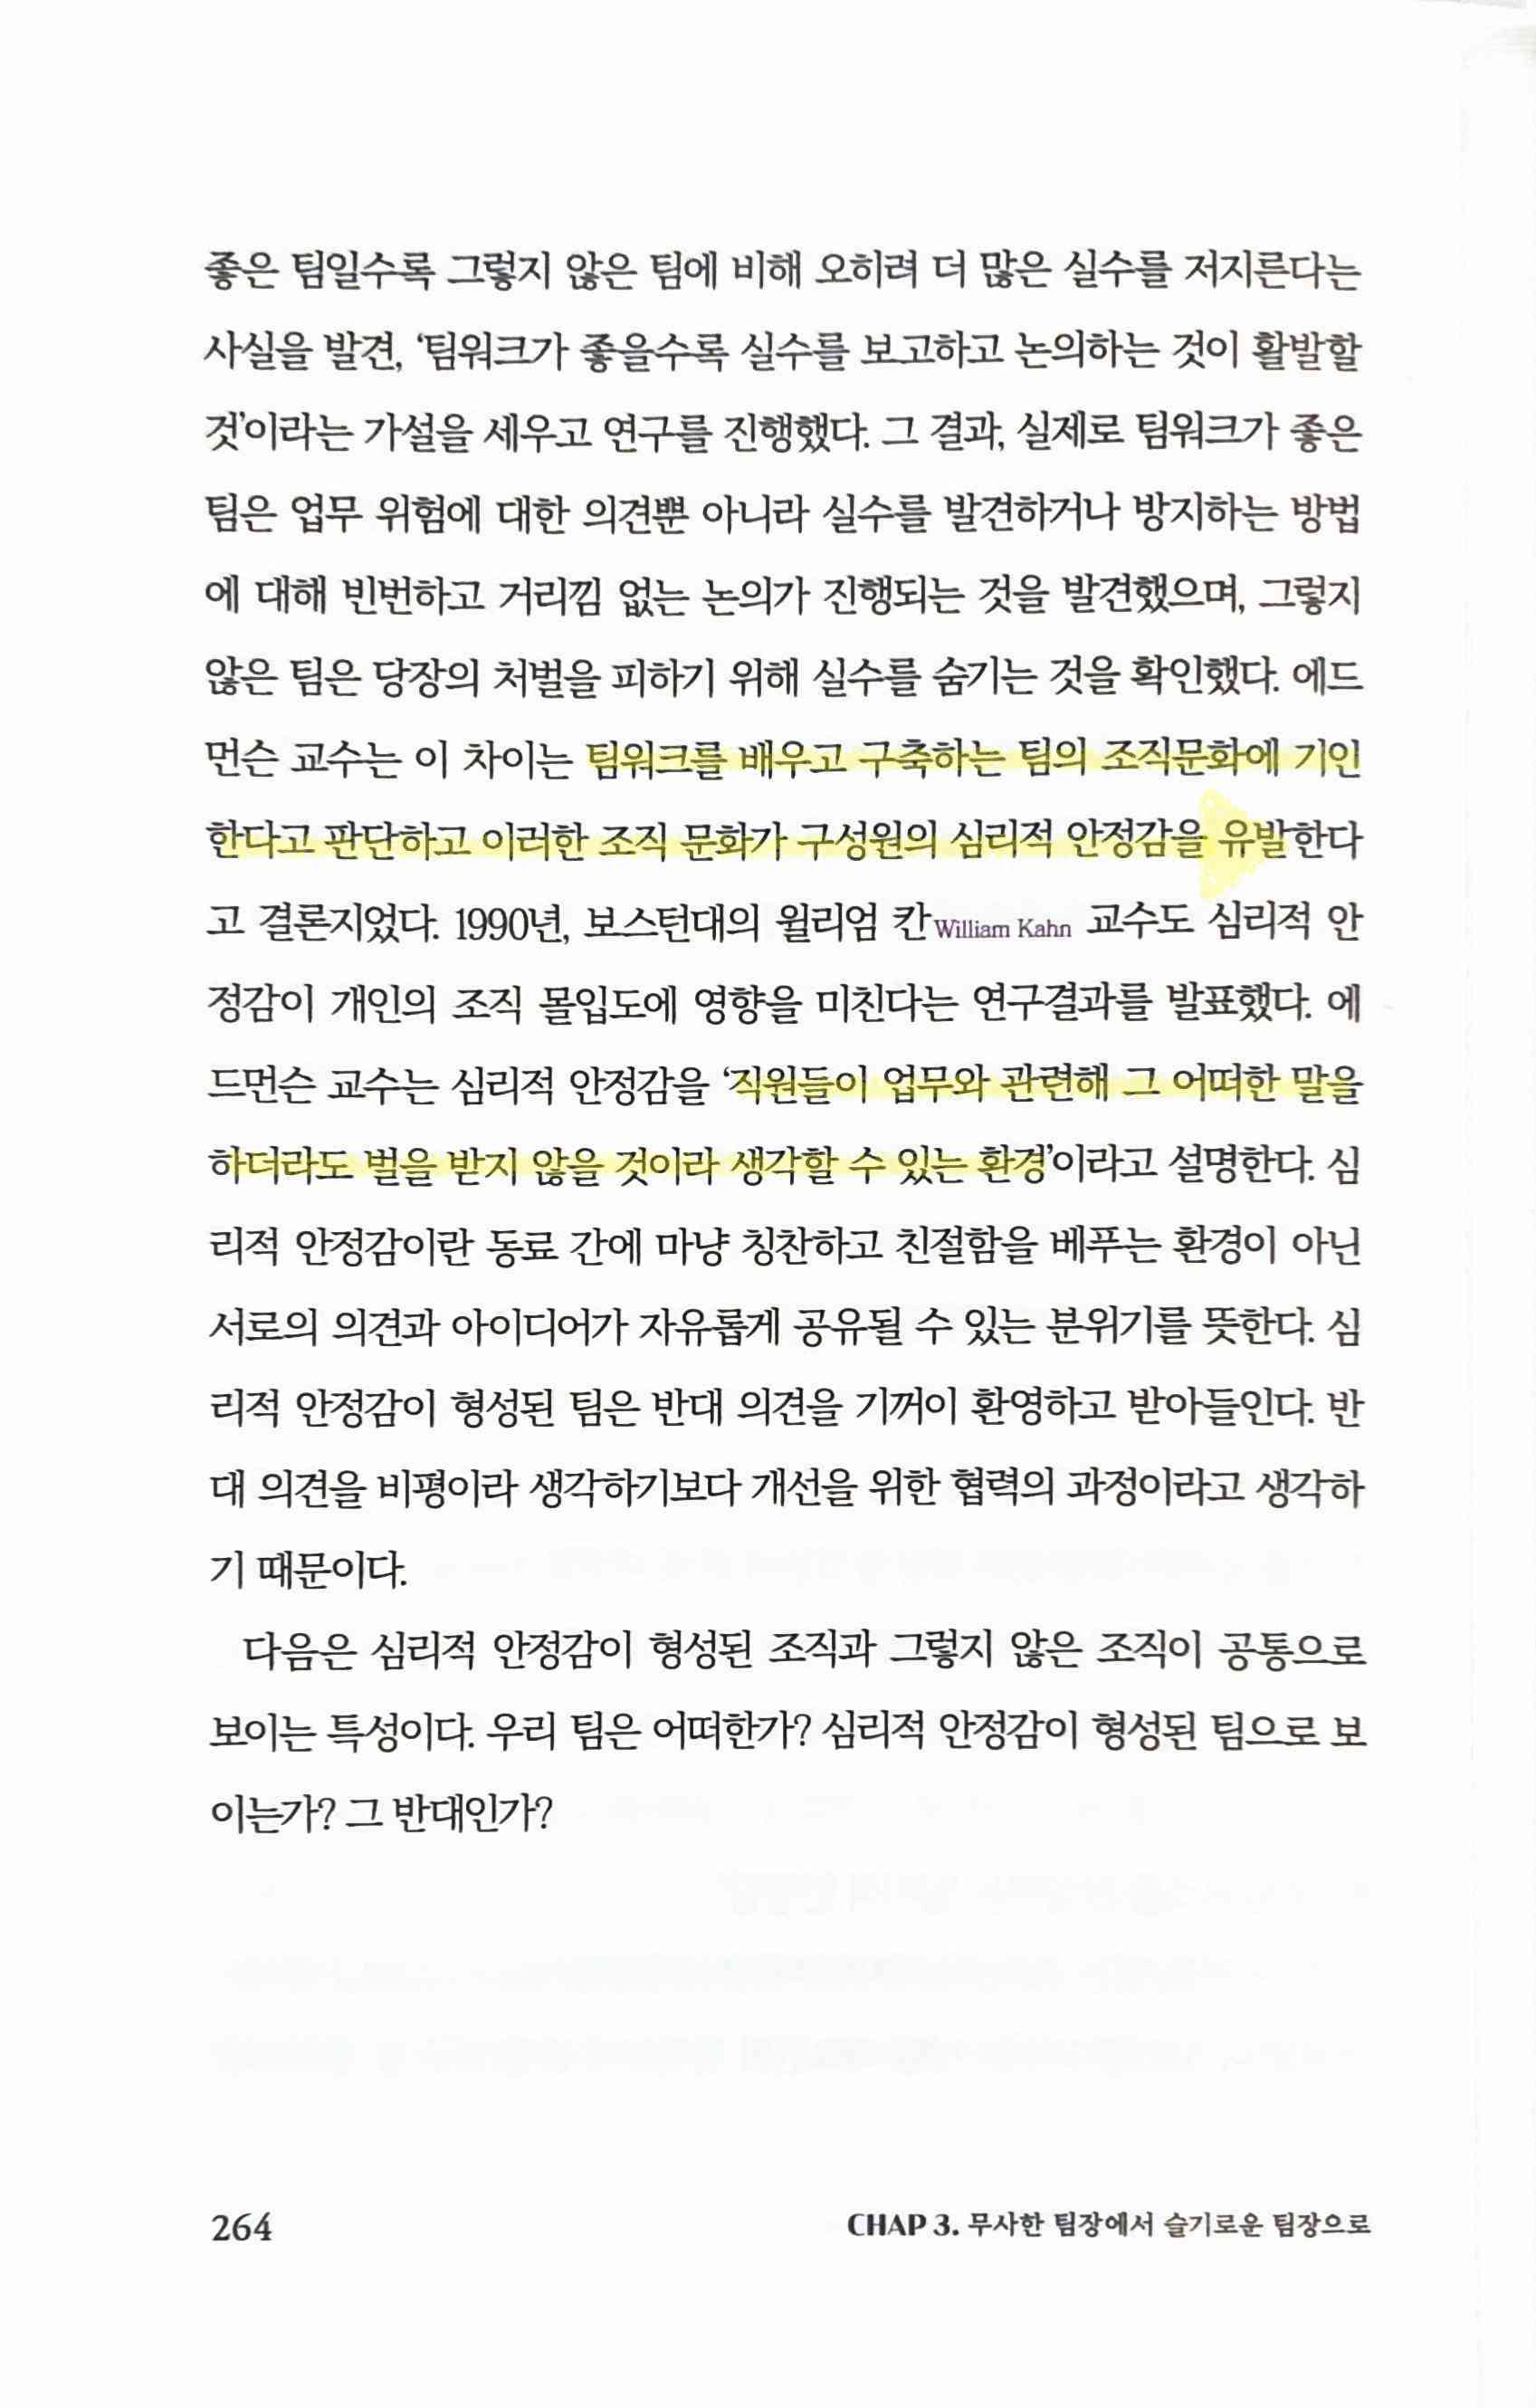 좋은 팀일수록 그렇지 않은 팀에 비해 오히려 더 많은 실수를 저지른다는
사실을 발견, ‘팀워크가 좋을수록 실수를 보고하고 논의하는 것이 활발할
것’이라는 가설을 세우고 연구를 진행했다. 그 결과, 실제로 팀워크가 좋은
팀은 업무 위험에 대한 의견뿐 아니라 실수를 발견하거나 방지하는 방법
에 대해 빈번하고 거리낌 없는 논의가 진행되는 것을 발견했으며, 그렇지
않은 팀은 당장의 처벌을 피하기 위해 실수를 숨기는 것을 확인했다. 에드
먼슨 교수는 이 차이는 팀워크를 배우고 구축하는 팀의 조직문화에 기인
한다고 판단하고 이러한 조직 문화가 구성원의 심리적 안정감을 유발한다
고 결론지었다. 1990년, 보스턴대의 윌리엄 칸William Kahn 교수도 심리적 안
정감이 개인의 조직 몰입도에 영향을 미친다는 연구결과를 발표했다. 에
드먼슨 교수는 심리적 안정감을 ‘직원들이 업무와 관련해 그 어떠한 말을
하더라도 벌을 받지 않을 것이라 생각할 수 있는 환경’이라고 설명한다. 심
리적 안정감이란 동료 간에 마냥 칭찬하고 친절함을 베푸는 환경이 아닌
서로의 의견과 아이디어가 자유롭게 공유될 수 있는 분위기를 뜻한다. 심
리적 안정감이 형성된 팀은 반대 의견을 기꺼이 환영하고 받아들인다. 반
대 의견을 비평이라 생각하기보다 개선을 위한 협력의 과정이라고 생각하
기 때문이다.
다음은 심리적 안정감이 형성된 조직과 그렇지 않은 조직이 공통으로
보이는 특성이다. 우리 팀은 어떠한가? 심리적 안정감이 형성된 팀으로 보
이는가? 그 반대인가?
264
CHAP 3. 무사한 팀장에서 슬기로운 팀장으로